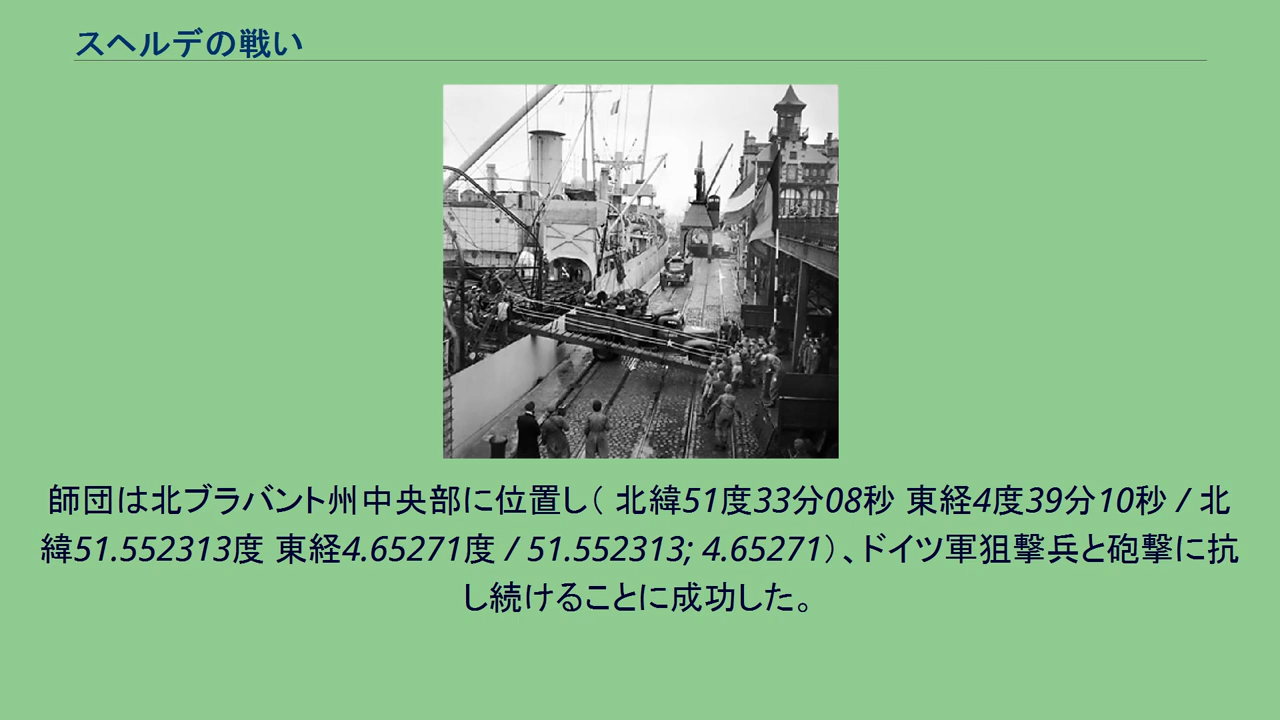 スヘルデの戦い
師団は北ブラバント州中央部に位置し（ 北緯51度33分08秒 東経4度39分10秒 / 北
緯51.552313度 東経4.65271度 / 51.552313; 4.65271）、ドイツ軍狙撃兵と砲撃に抗
し続けることに成功した。